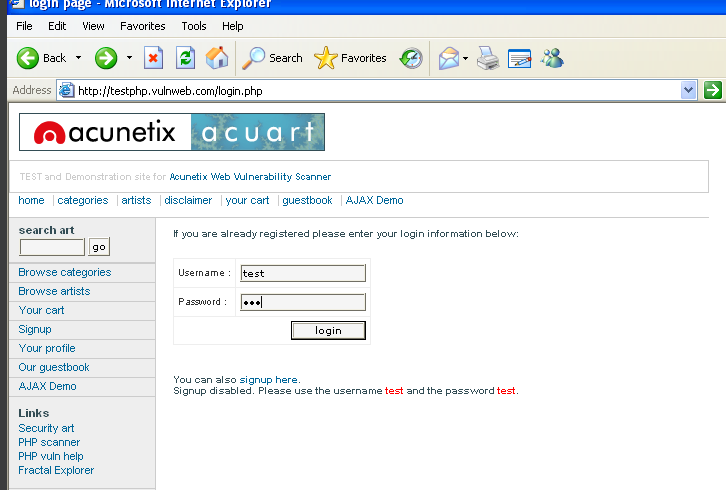 login page - Microsoft Internet Explorer
File Edit View Favorites Tools Help
Back Search Favorites
Address http://testphp.vulnweb.com/login.php
acunetix acuart
TEST and Demonstration site for Acunetix Web Vulnerability Scanner
home | categories | artists | disclaimer | your cart | guestbook | AJAX Demo
search art
go
Browse categories
Browse artists
Your cart
Signup
Your profile
Our guestbook
AJAX Demo
Links
Security art
PHP scanner
PHP vuln help
Fractal Explorer
If you are already registered please enter your login information below:
Username : test
Password : •••
login
You can also signup here.
Signup disabled. Please use the username test and the password test.